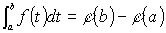 ∫ₐᵇ f(t)dt = 𝓅(b) − 𝓅(a)